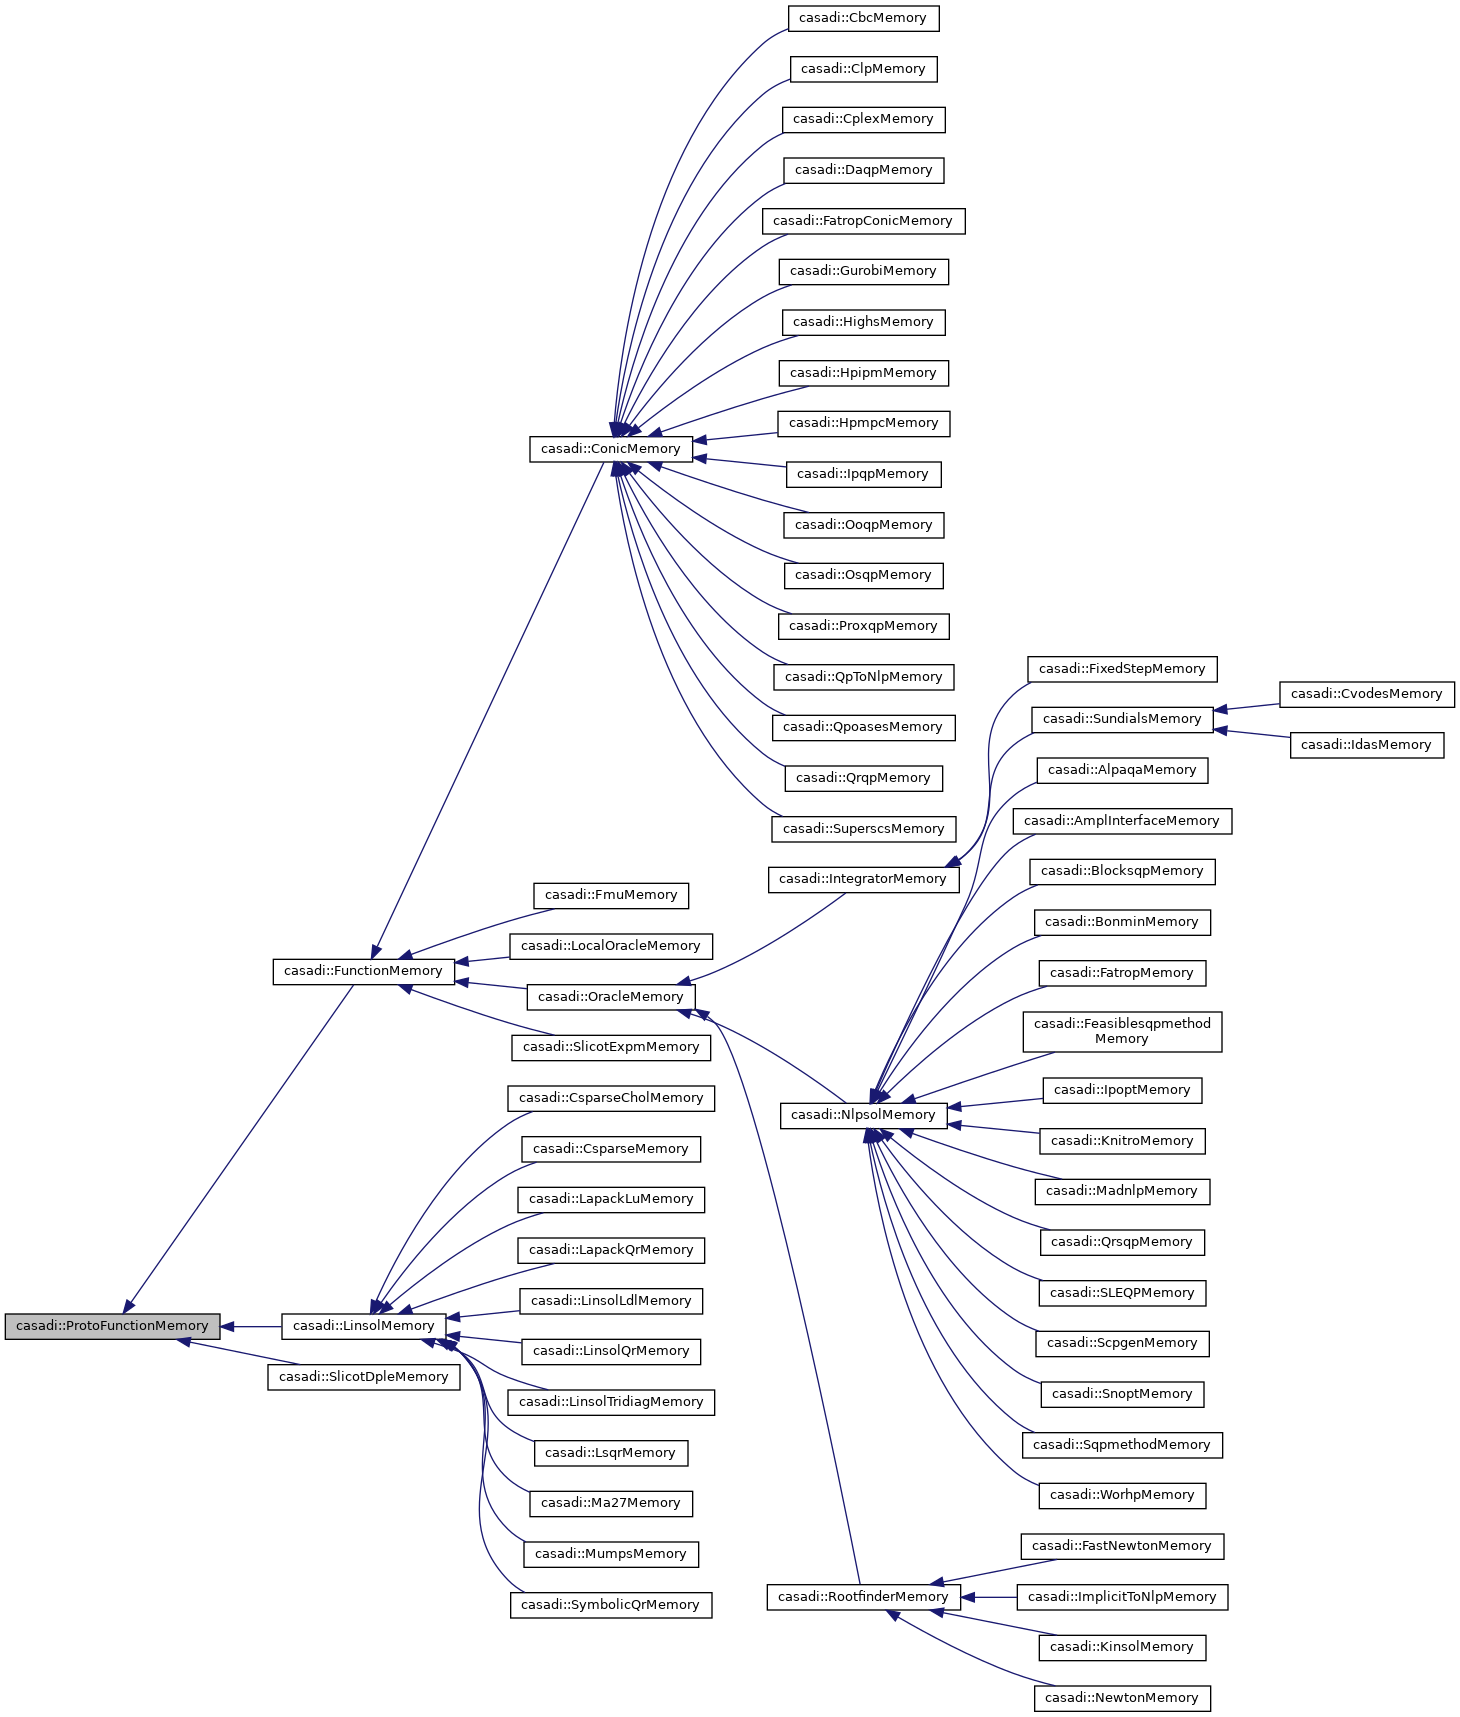 casadi::CbcMemory
casadi::ClpMemory
casadi::CplexMemory
casadi::DaqpMemory
casadi::FatropConicMemory
casadi::GurobiMemory
casadi::HighsMemory
casadi::HpipmMemory
casadi::HpmpcMemory
casadi::ConicMemory
casadi::IpqpMemory
casadi::OoqpMemory
casadi::OsqpMemory
casadi::ProxqpMemory
casadi::QpToNlpMemory
casadi::QpoasesMemory
casadi::QrqpMemory
casadi::SuperscsMemory
casadi::FixedStepMemory
casadi::SundialsMemory
casadi::CvodesMemory
casadi::IdasMemory
casadi::AlpaqaMemory
casadi::AmplInterfaceMemory
casadi::BlocksqpMemory
casadi::IntegratorMemory
casadi::FmuMemory
casadi::BonminMemory
casadi::LocalOracleMemory
casadi::FunctionMemory
casadi::FatropMemory
casadi::OracleMemory
casadi::Feasiblesqpmethod
Memory
casadi::SlicotExpmMemory
casadi::IpoptMemory
casadi::CsparseCholMemory
casadi::NlpsolMemory
casadi::KnitroMemory
casadi::CsparseMemory
casadi::MadnlpMemory
casadi::LapackLuMemory
casadi::QrsqpMemory
casadi::LapackQrMemory
casadi::SLEQPMemory
casadi::LinsolLdlMemory
casadi::ProtoFunctionMemory
casadi::LinsolMemory
casadi::ScpgenMemory
casadi::LinsolQrMemory
casadi::SlicotDpleMemory
casadi::SnoptMemory
casadi::LinsolTridiagMemory
casadi::SqpmethodMemory
casadi::LsqrMemory
casadi::WorhpMemory
casadi::Ma27Memory
casadi::FastNewtonMemory
casadi::MumpsMemory
casadi::RootfinderMemory
casadi::ImplicitToNlpMemory
casadi::SymbolicQrMemory
casadi::KinsolMemory
casadi::NewtonMemory